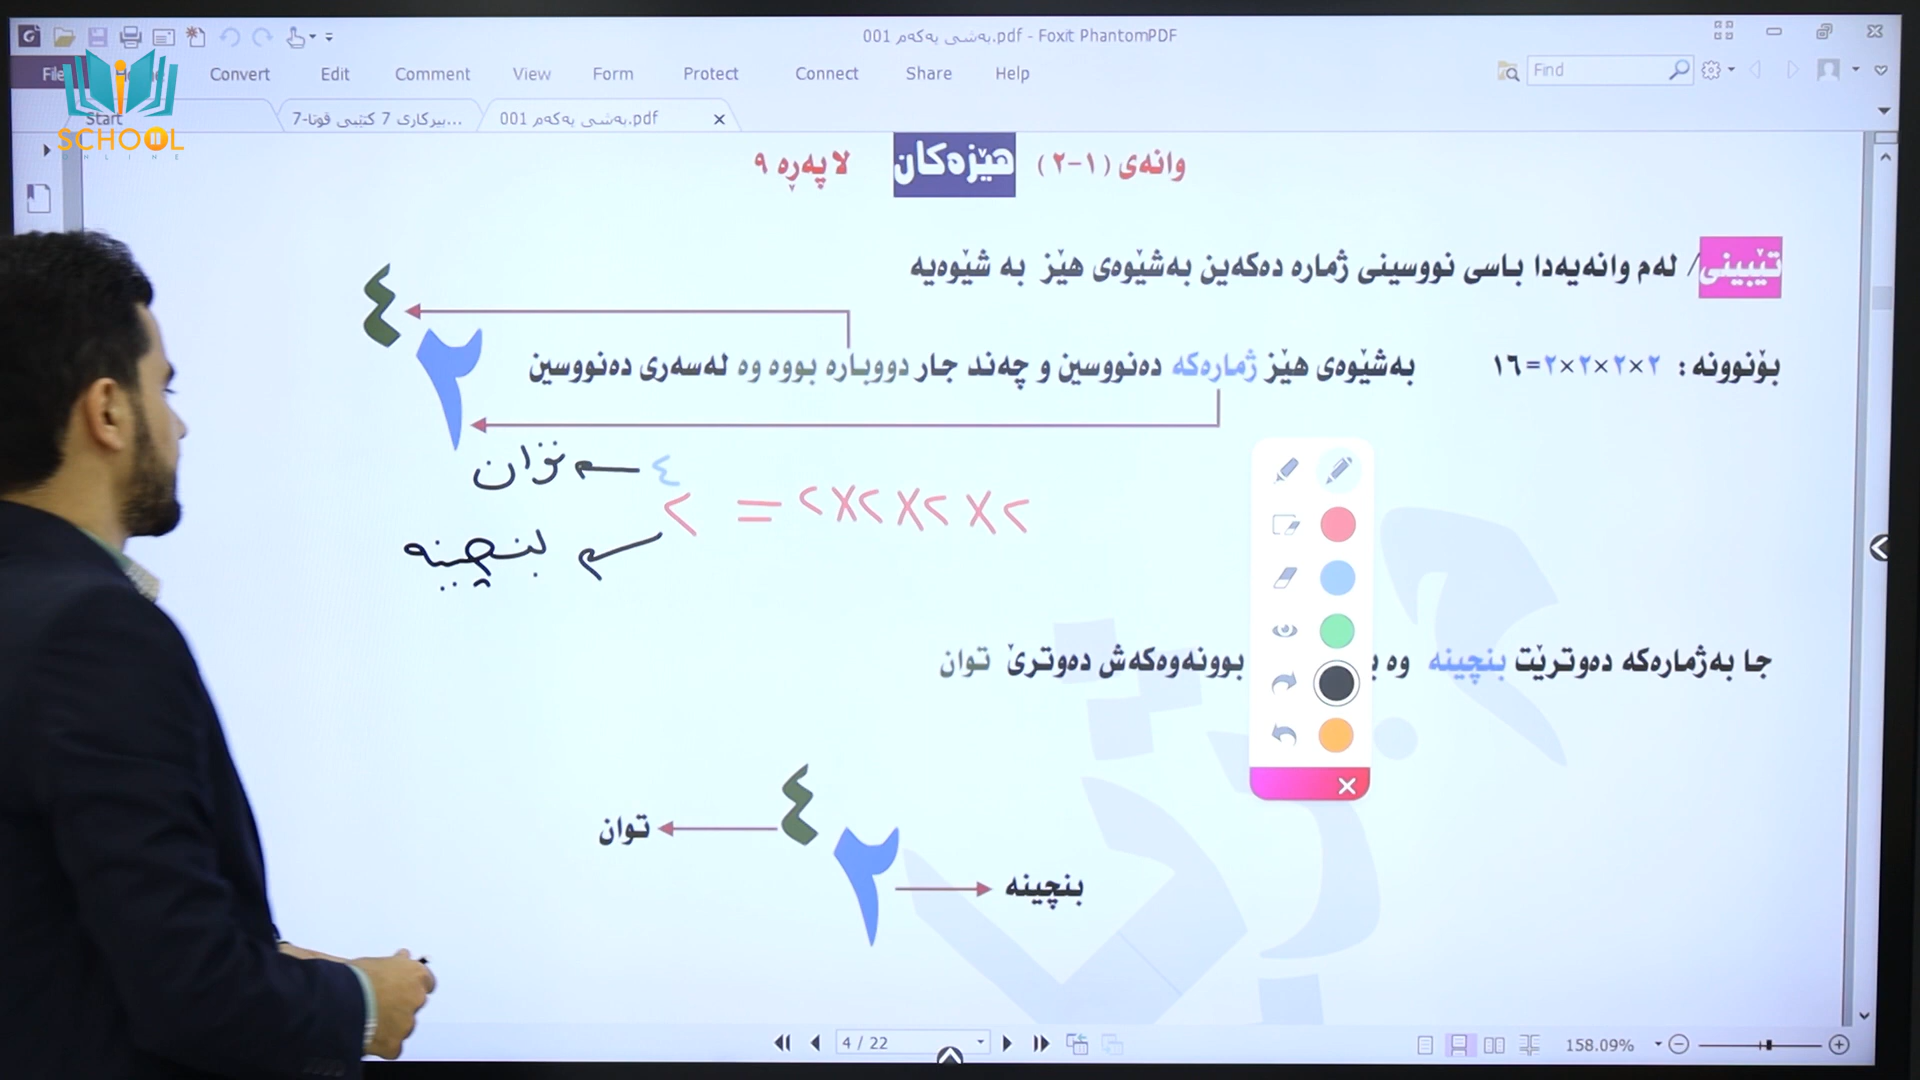 001 بەشی یەکەم.pdf - Foxit PhantomPDF
File Home Convert Edit Comment View Form Protect Connect Share Help
Find
Start
7-بیرکاری 7 کتێبی قوتا...
001 بەشی یەکەم.pdf
SCHOOL
ONLINE
وانەی (١-٢) هێزەکان لاپەڕە ٩
تێبینی/ لەم وانەیەدا باسی نووسینی ژمارە دەکەین بەشێوەی هێز بە شێوەیە
٤
٢
بۆنوونە : ٢×٢×٢×٢=١٦ بەشێوەی هێز ژمارەکە دەنووسین و چەند جار دووبارە بووە وە لەسەری دەنووسین
٤
٢ = ٢×٢×٢×٢
بنچینە
جا بەژمارەکە دەوترێت بنچینە وە بوونەوەکەش دەوترێ توان
٤ توان
٢ بنچینە
4 / 22
158.09%